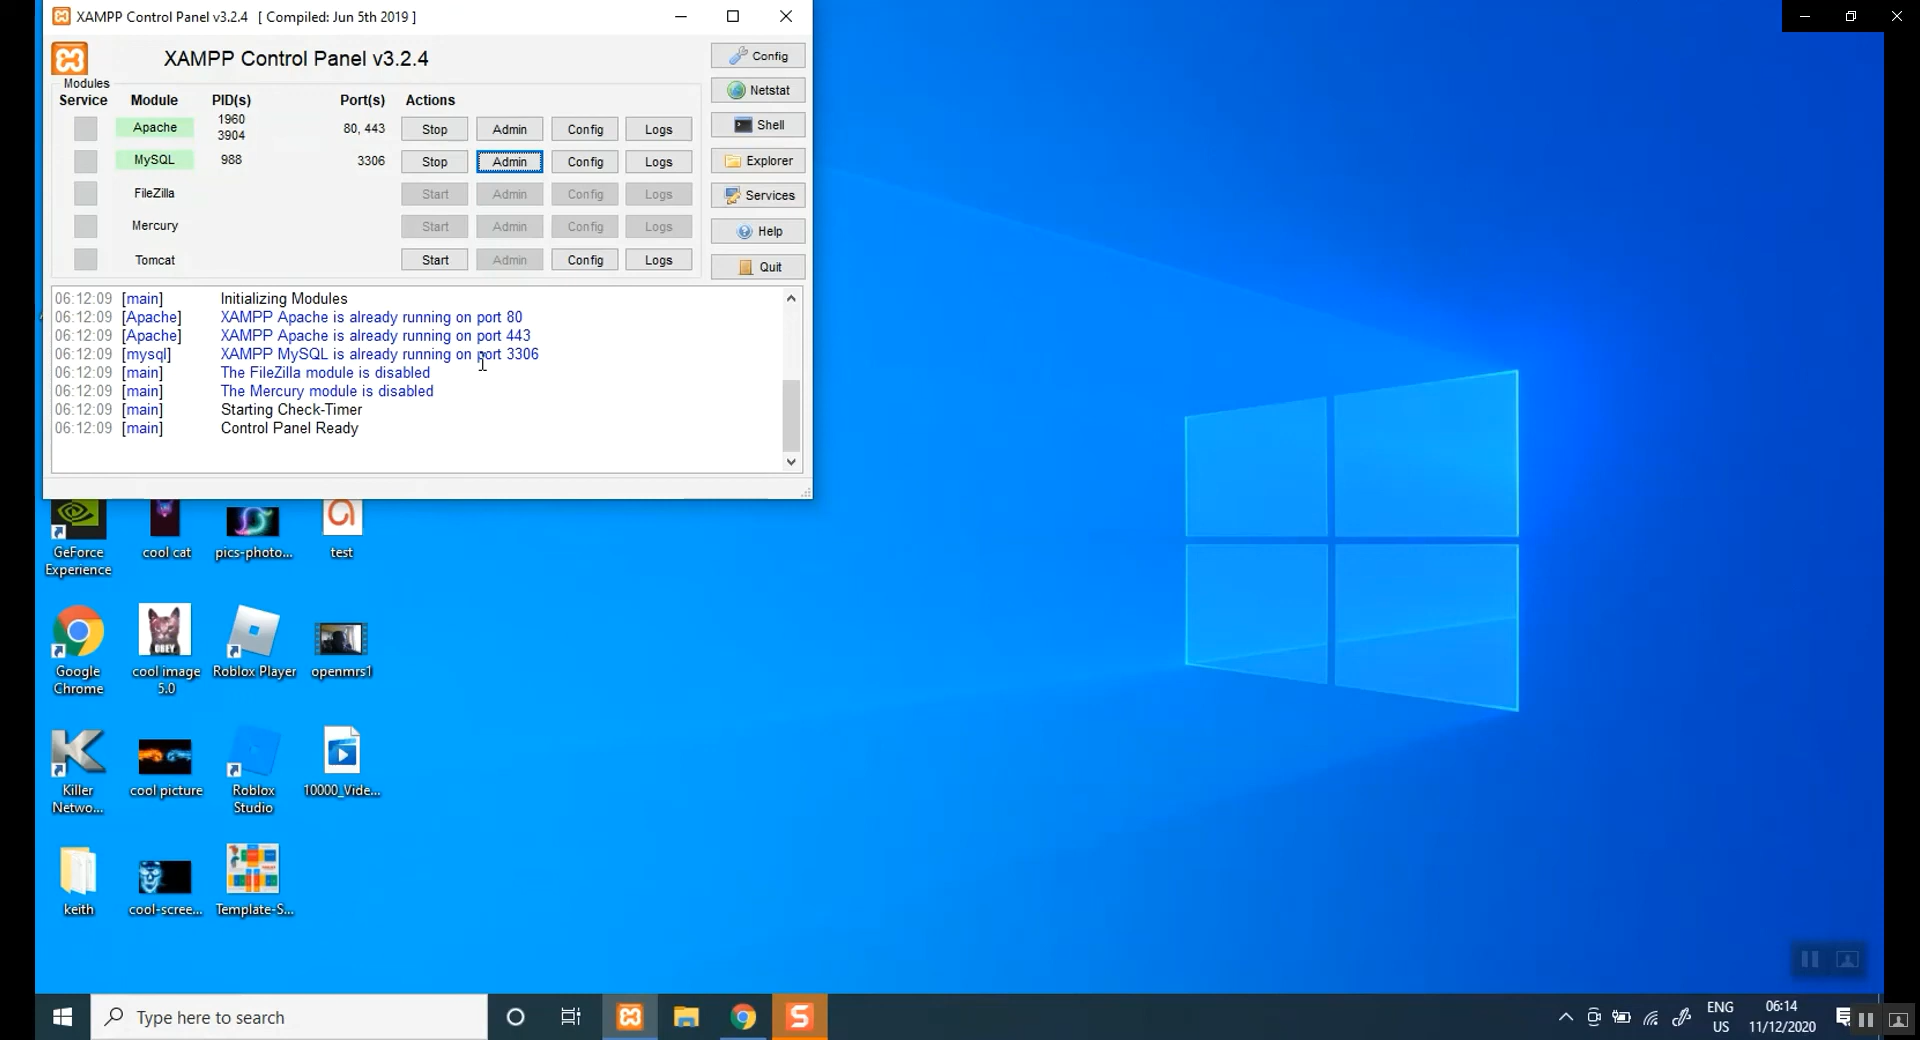 XAMPP Control Panel v3.2.4 [ Compiled: Jun 5th 2019 ]
XAMPP Control Panel v3.2.4
Config
Modules
Netstat
Service Module PID(s) Port(s) Actions
Apache 1960 3904 80, 443 Stop Admin Config Logs
Shell
MySQL 988 3306 Stop Admin Config Logs
Explorer
FileZilla Start Admin Config Logs
Services
Mercury Start Admin Config Logs
Help
Tomcat Start Admin Config Logs
Quit
06:12:09 [main] Initializing Modules
06:12:09 [Apache] XAMPP Apache is already running on port 80
06:12:09 [Apache] XAMPP Apache is already running on port 443
06:12:09 [mysql] XAMPP MySQL is already running on port 3306
06:12:09 [main] The FileZilla module is disabled
06:12:09 [main] The Mercury module is disabled
06:12:09 [main] Starting Check-Timer
06:12:09 [main] Control Panel Ready
GeForce Experience
cool cat
pics-photo...
test
OBEY
Google Chrome
cool image 5.0
Roblox Player
openmrs1
Killer Netwo...
cool picture
Roblox Studio
10000_Vide...
keith
cool-scree...
Template-S...
Type here to search
ENG
US
06:14
11/12/2020